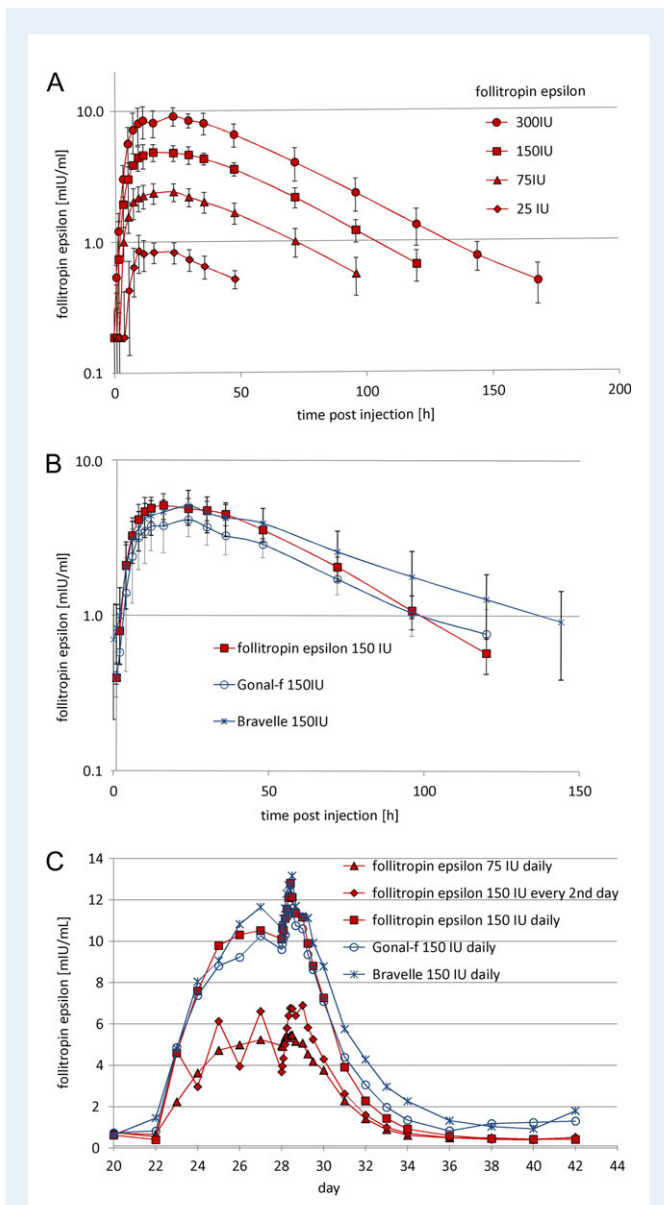 A
follitropin epsilon [mIU/ml]
10.0
1.0
0.1
follitropin epsilon
300IU
150IU
75IU
25 IU
0
50
100
150
200
time post injection [h]
B
follitropin epsilon [mIU/ml]
10.0
1.0
0.1
follitropin epsilon 150 IU
Gonal-f 150IU
Bravelle 150IU
0
50
100
150
time post injection [h]
C
follitropin epsilon [mIU/mL]
14
12
10
8
6
4
2
0
follitropin epsilon 75 IU daily
follitropin epsilon 150 IU every 2nd day
follitropin epsilon 150 IU daily
Gonal-f 150 IU daily
Bravelle 150 IU daily
20 22 24 26 28 30 32 34 36 38 40 42 44
day